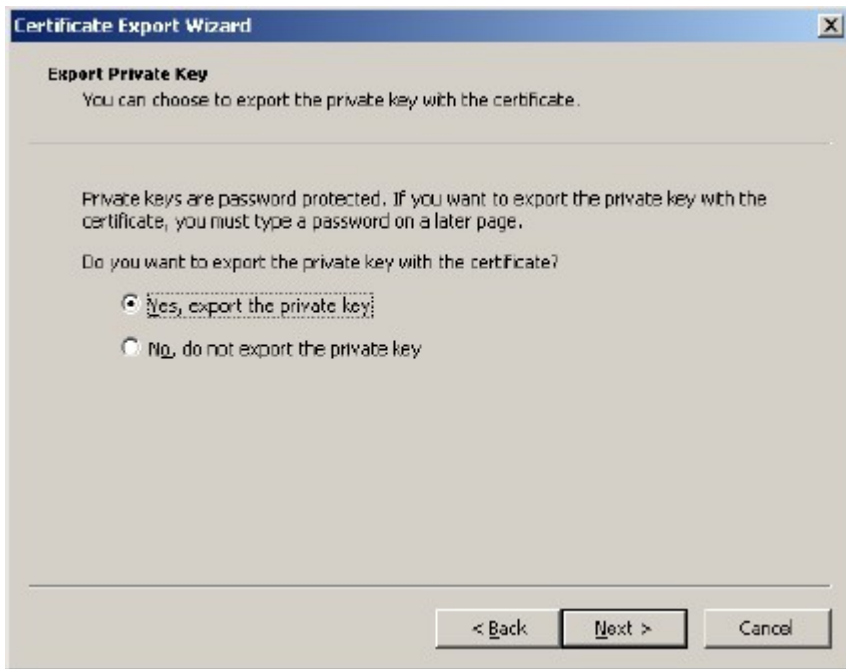 Certificate Export Wizard
Export Private Key
You can choose to export the private key with the certificate.
Private keys are password protected. If you want to export the private key with the
certificate, you must type a password on a later page.
Do you want to export the private key with the certificate?
Yes, export the private key
No, do not export the private key
< Back
Next >
Cancel